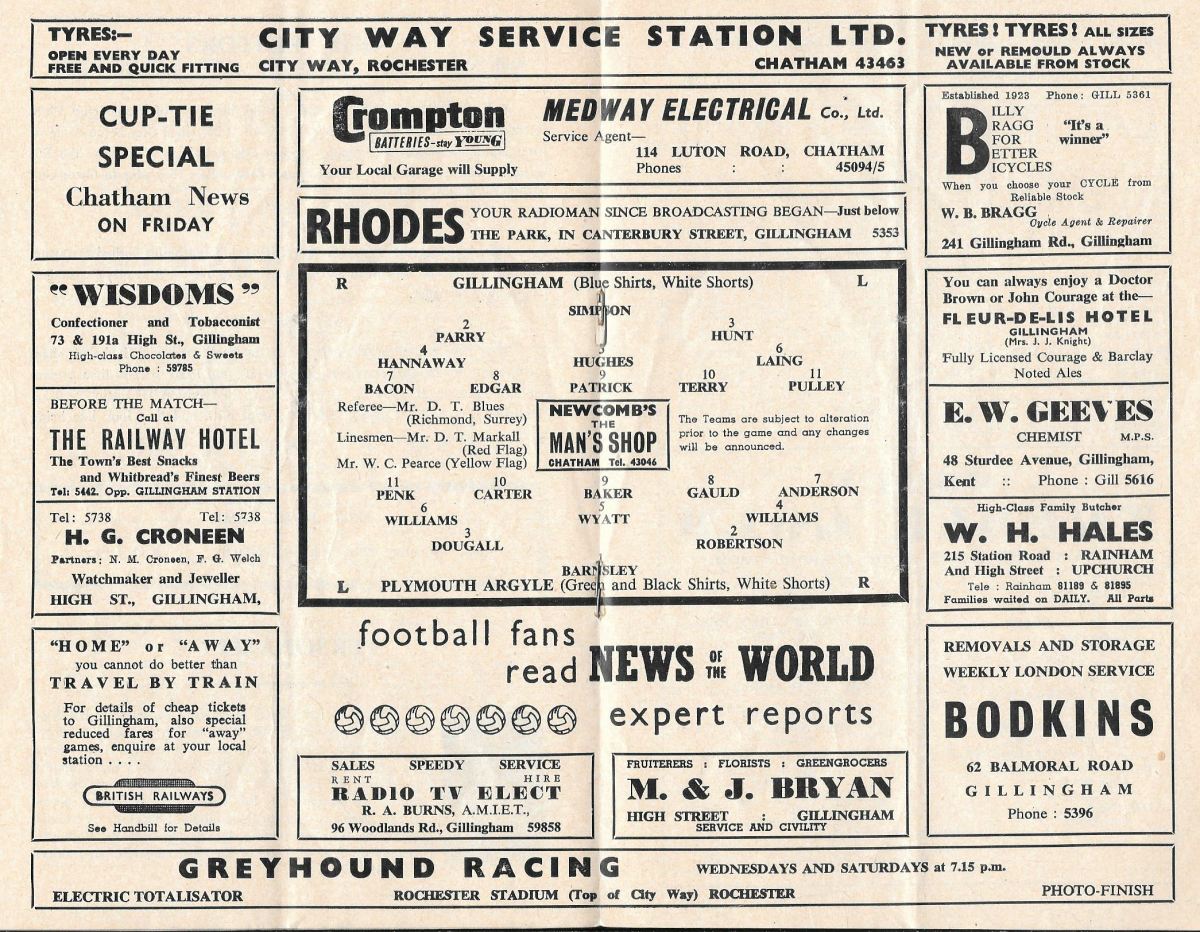 TYRES:—
OPEN EVERY DAY
FREE AND QUICK FITTING
CITY WAY SERVICE STATION LTD.
CITY WAY, ROCHESTER
CHATHAM 43463
TYRES! TYRES! ALL SIZES
NEW or REMOULD ALWAYS
AVAILABLE FROM STOCK
CUP-TIE
SPECIAL
Chatham News
ON FRIDAY
Crompton
BATTERIES-stay YOUNG
Your Local Garage will Supply
MEDWAY ELECTRICAL Co., Ltd.
Service Agent—
114 LUTON ROAD, CHATHAM
Phones : : 45094/5
Established 1923 Phone: GILL 5361
BILLY
BRAGG
FOR
BETTER
BICYCLES
"It's a
winner"
When you choose your CYCLE from
Reliable Stock
W. B. BRAGG
Cycle Agent & Repairer
241 Gillingham Rd., Gillingham
RHODES
YOUR RADIOMAN SINCE BROADCASTING BEGAN—Just below
THE PARK, IN CANTERBURY STREET, GILLINGHAM 5353
"WISDOMS"
Confectioner and Tobacconist
73 & 191a High St., Gillingham
High-class Chocolates & Sweets
Phone : 59785
BEFORE THE MATCH—
Call at
THE RAILWAY HOTEL
The Town's Best Snacks
and Whitbread's Finest Beers
Tel: 5442. Opp. GILLINGHAM STATION
Tel: 5738 Tel: 5738
H. G. CRONEEN
Partners: N. M. Croneen, F. G. Welch
Watchmaker and Jeweller
HIGH ST., GILLINGHAM,
R GILLINGHAM (Blue Shirts, White Shorts) L
SIMPSON
2 3
PARRY HUNT
4 5 6
HANNAWAY HUGHES LAING
7 8 9 10 11
BACON EDGAR PATRICK TERRY PULLEY
Referee—Mr. D. T. Blues
(Richmond, Surrey)
Linesmen—Mr. D. T. Markall
(Red Flag)
Mr. W. C. Pearce (Yellow Flag)
NEWCOMB'S
THE
MAN'S SHOP
CHATHAM Tel. 43046
The Teams are subject to alteration
prior to the game and any changes
will be announced.
11 10 9 8 7
PENK CARTER BAKER GAULD ANDERSON
6 5 4
WILLIAMS WYATT WILLIAMS
3 2
DOUGALL ROBERTSON
BARNSLEY
L PLYMOUTH ARGYLE (Green and Black Shirts, White Shorts) R
You can always enjoy a Doctor
Brown or John Courage at the—
FLEUR-DE-LIS HOTEL
GILLINGHAM
(Mrs. J. J. Knight)
Fully Licensed Courage & Barclay
Noted Ales
E. W. GEEVES
CHEMIST M.P.S.
48 Sturdee Avenue, Gillingham,
Kent :: Phone : Gill 5616
High-Class Family Butcher
W. H. HALES
215 Station Road : RAINHAM
And High Street : UPCHURCH
Tele : Rainham 81189 & 81895
Families waited on DAILY. All Parts
"HOME" or "AWAY"
you cannot do better than
TRAVEL BY TRAIN
For details of cheap tickets
to Gillingham, also special
reduced fares for "away"
games, enquire at your local
station . . . .
BRITISH RAILWAYS
See Handbill for Details
football fans
read NEWS OF THE WORLD
expert reports
SALES SPEEDY SERVICE
RENT HIRE
RADIO TV ELECT
R. A. BURNS, A.M.I.E.T.,
96 Woodlands Rd., Gillingham 59858
FRUITERERS : FLORISTS : GREENGROCERS
M. & J. BRYAN
HIGH STREET : GILLINGHAM
SERVICE AND CIVILITY
REMOVALS AND STORAGE
WEEKLY LONDON SERVICE
BODKINS
62 BALMORAL ROAD
GILLINGHAM
Phone : 5396
GREYHOUND RACING WEDNESDAYS AND SATURDAYS at 7.15 p.m.
ELECTRIC TOTALISATOR ROCHESTER STADIUM (Top of City Way) ROCHESTER PHOTO-FINISH